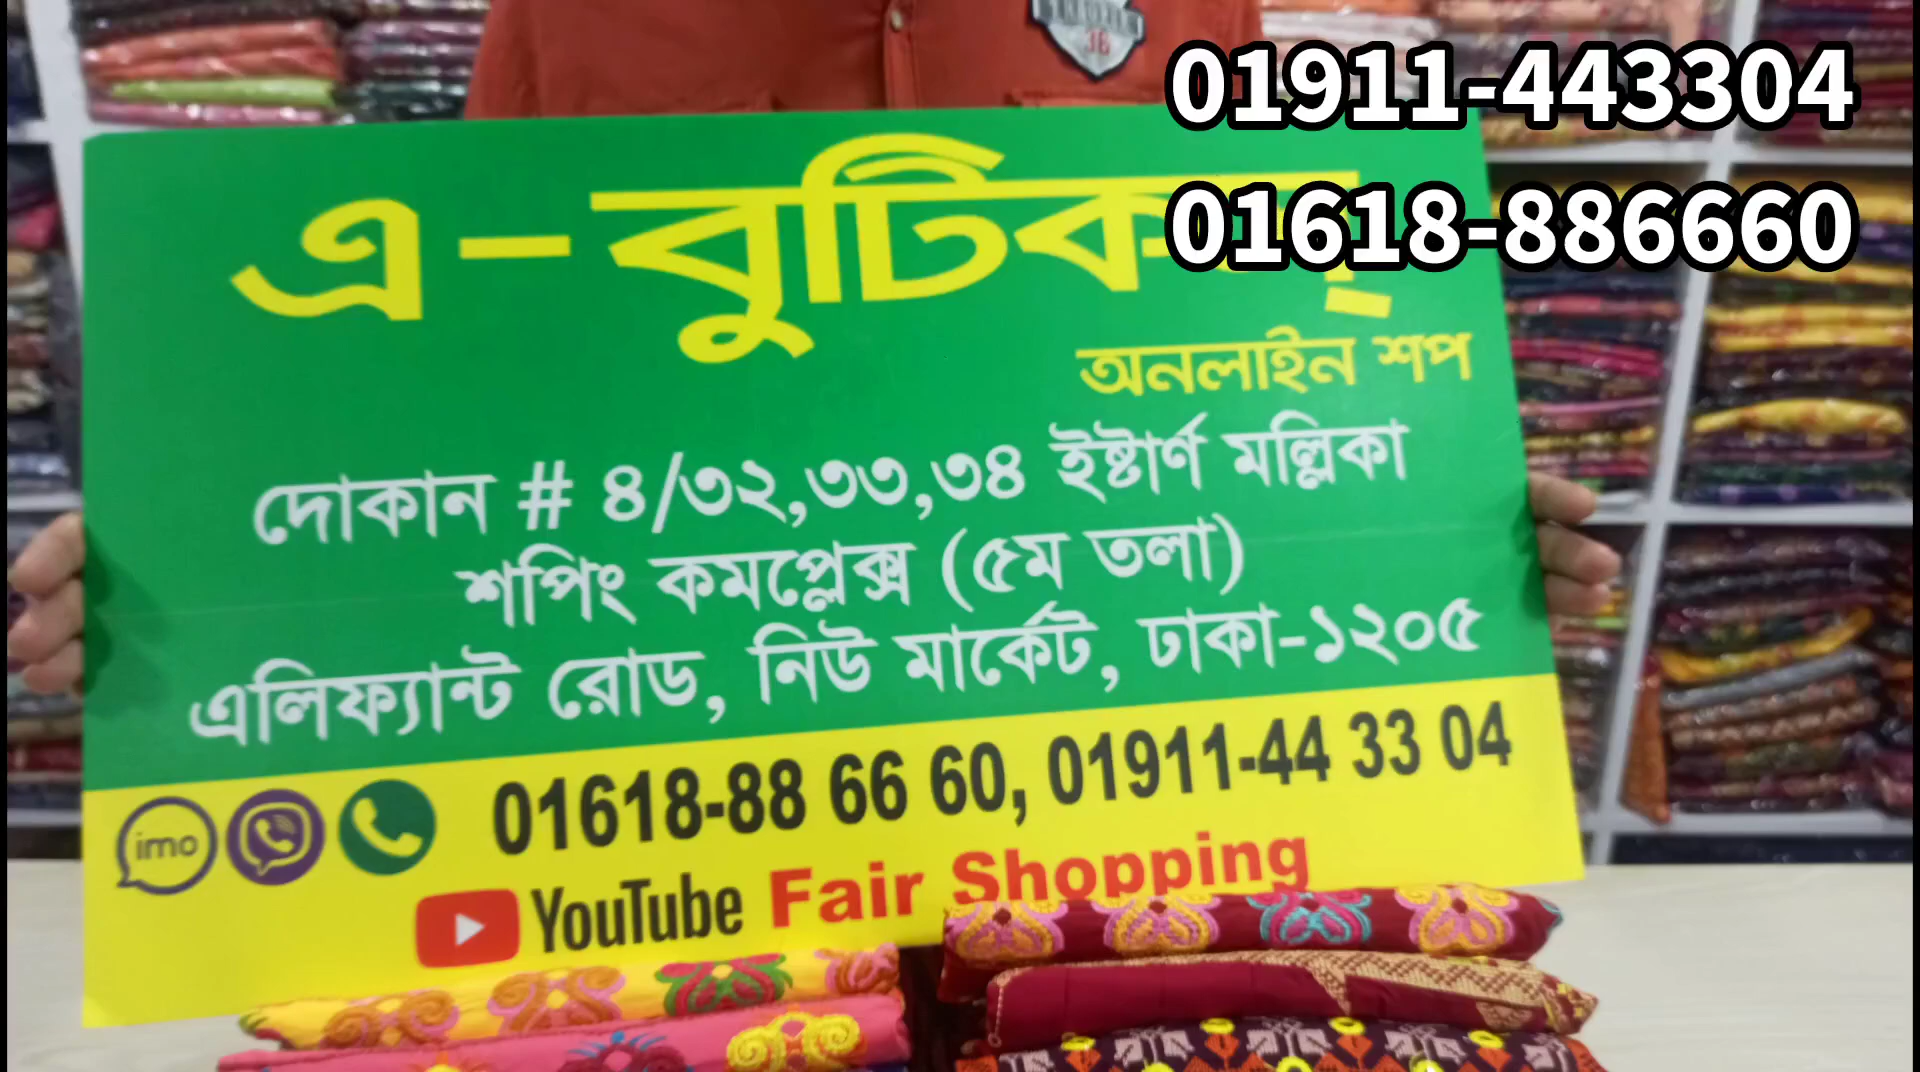 01911-443304
01618-886660
এ-বুটিকস্
অনলাইন শপ
দোকান # ৪/৩২,৩৩,৩৪ ইষ্টার্ণ মল্লিকা
শপিং কমপ্লেক্স (৫ম তলা)
এলিফ্যান্ট রোড, নিউ মার্কেট, ঢাকা-১২০৫
imo 01618-88 66 60, 01911-44 33 04
YouTube Fair Shopping